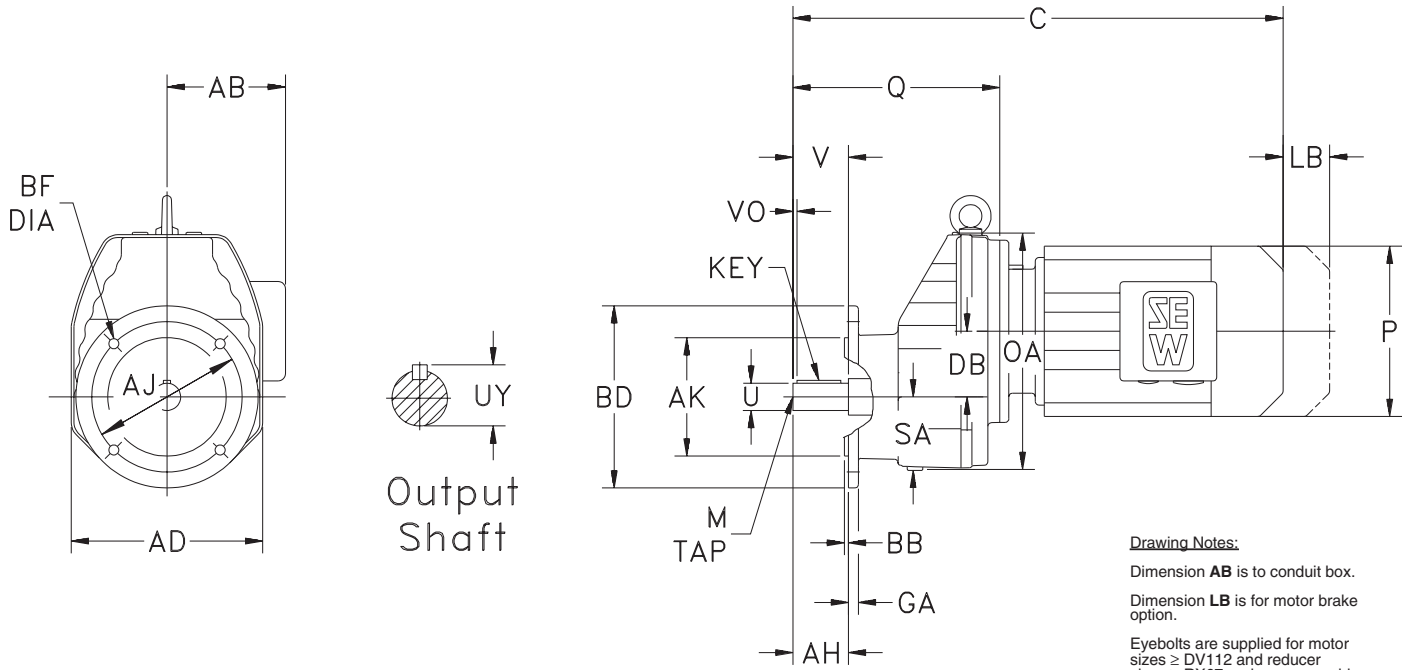 C
AB
Q
V
LB
BF
DIA
VO
KEY
AJ
UY
BD
AK
U
DB
OA
SEW
P
SA
Output
Shaft
M
TAP
BB
AD
GA
AH
Drawing Notes:
Dimension AB is to conduit box.
Dimension LB is for motor brake
option.
Eyebolts are supplied for motor
sizes ≥ DV112 and reducer